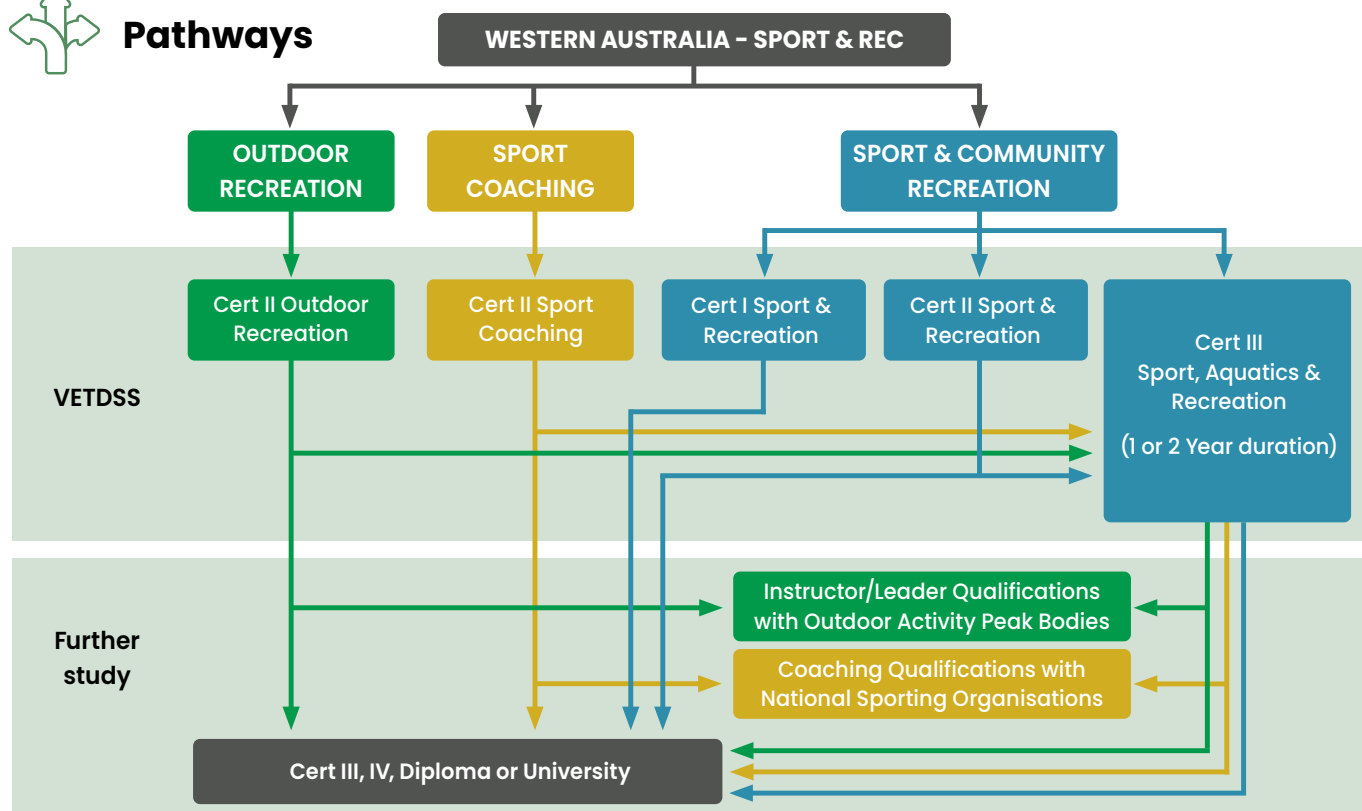 Pathways
WESTERN AUSTRALIA - SPORT & REC
OUTDOOR
RECREATION
SPORT
COACHING
SPORT & COMMUNITY
RECREATION
VETDSS
Cert II Outdoor
Recreation
Cert II Sport
Coaching
Cert I Sport &
Recreation
Cert II Sport &
Recreation
Cert III
Sport, Aquatics &
Recreation
(1 or 2 Year duration)
Further
study
Instructor/Leader Qualifications
with Outdoor Activity Peak Bodies
Coaching Qualifications with
National Sporting Organisations
Cert III, IV, Diploma or University